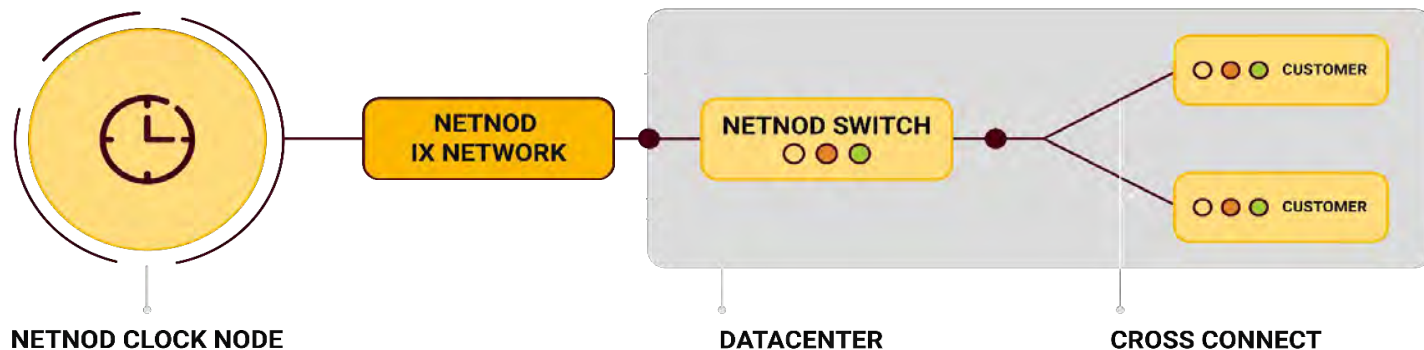 NETNOD
IX NETWORK
NETNOD SWITCH
CUSTOMER
CUSTOMER
NETNOD CLOCK NODE
DATACENTER
CROSS CONNECT